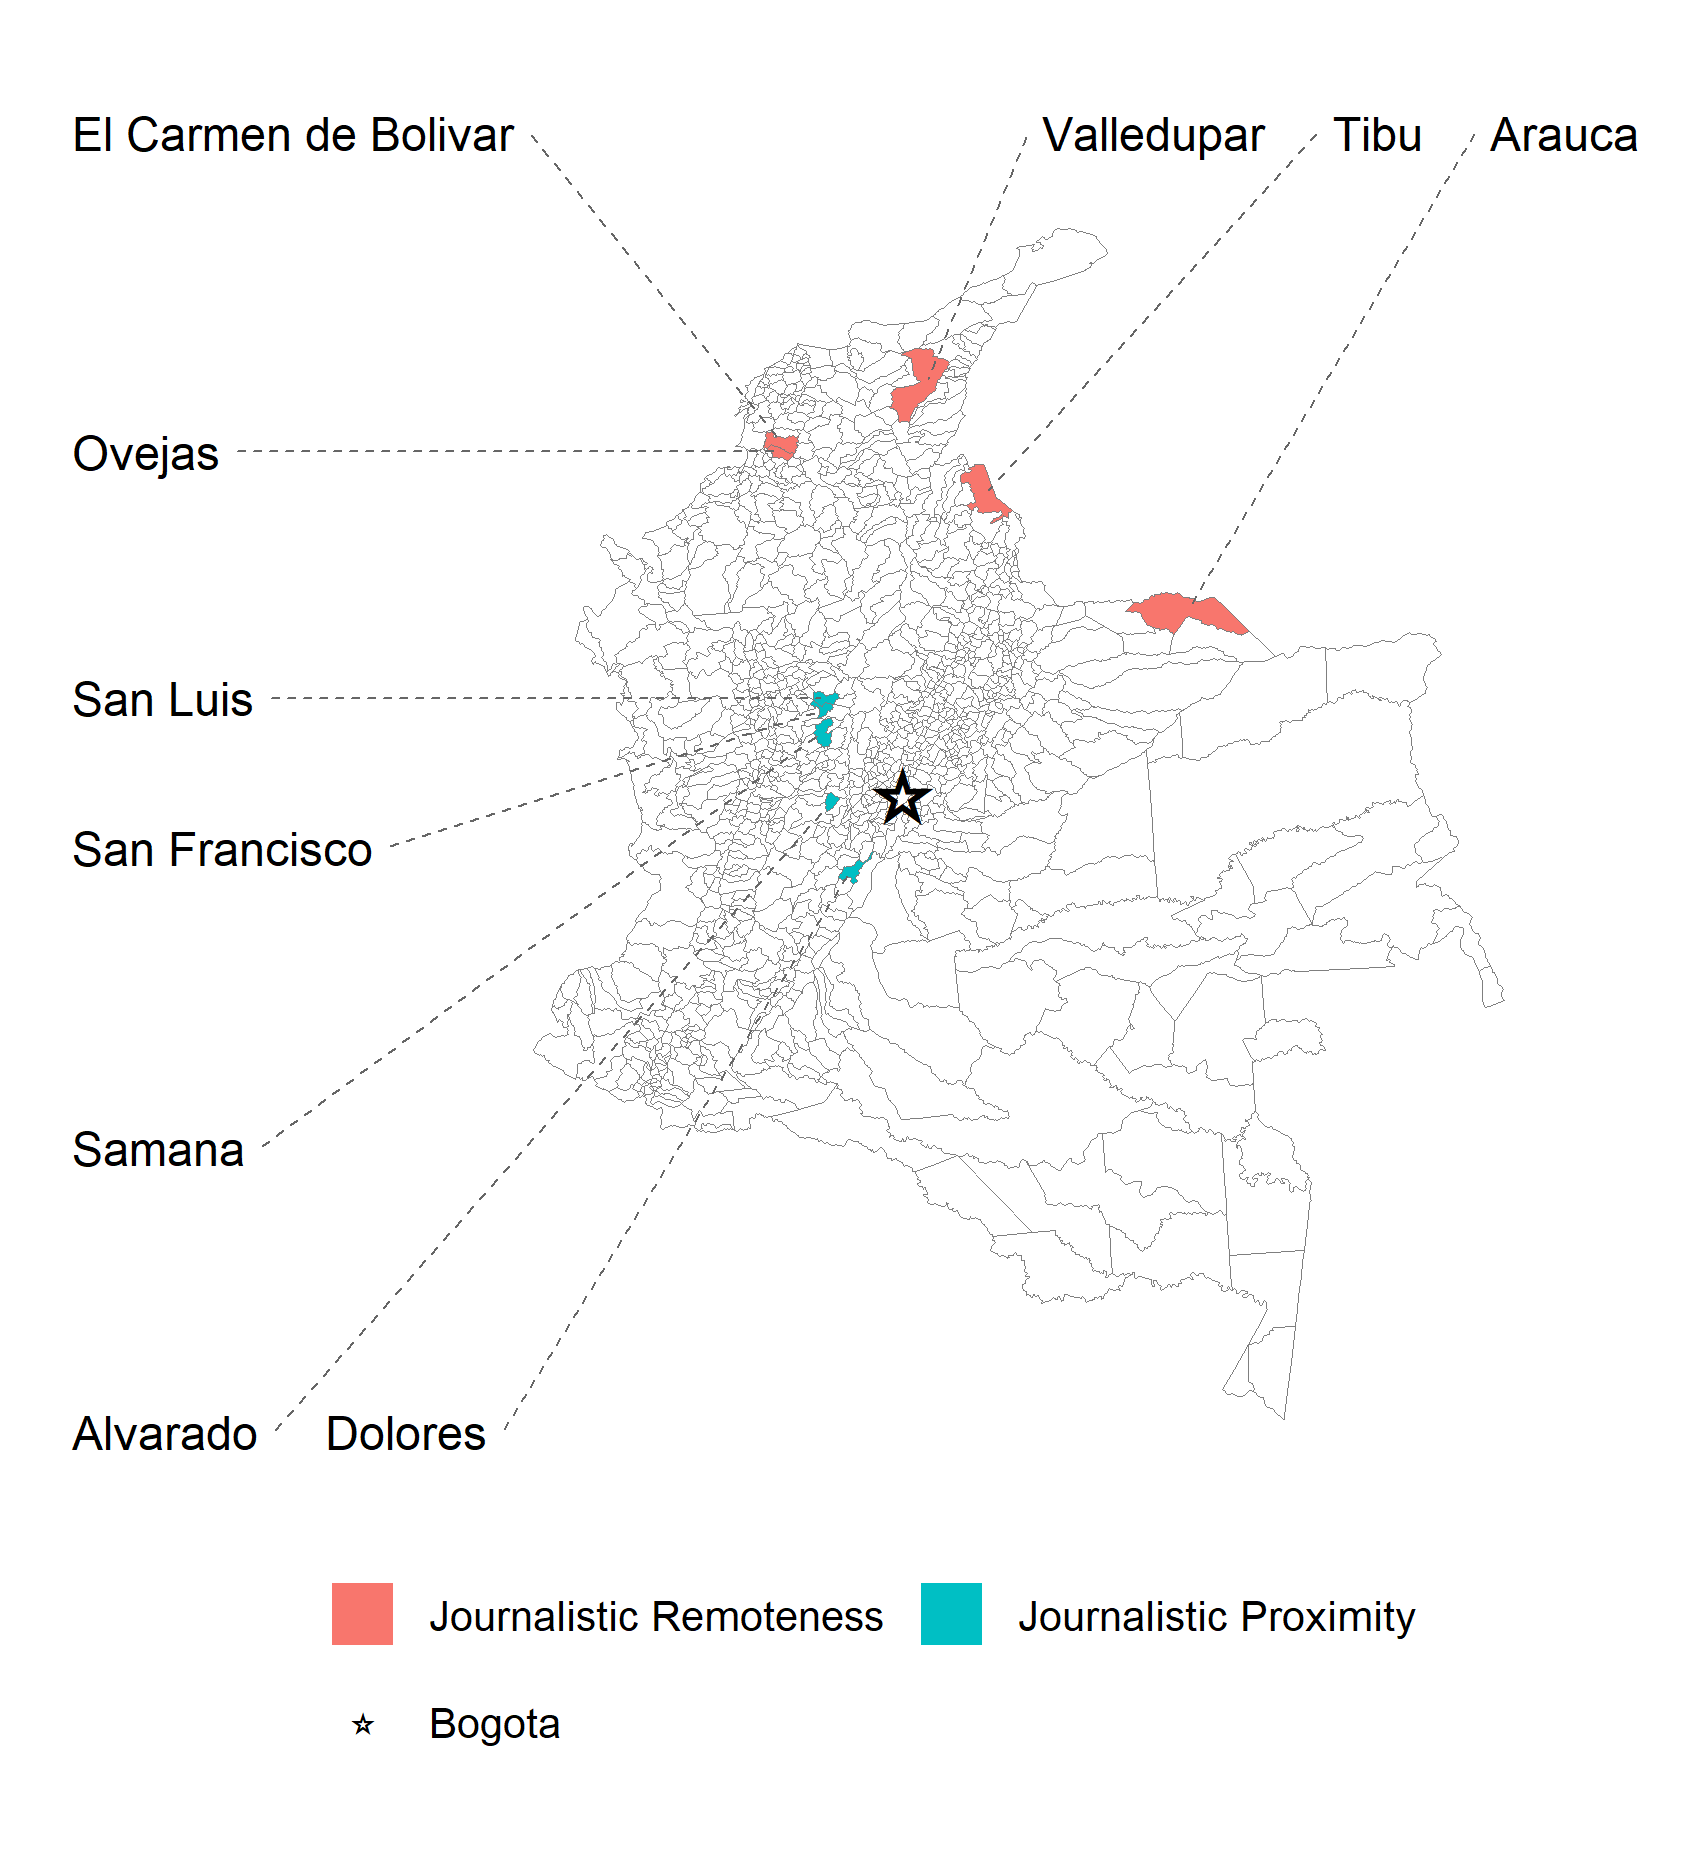 El Carmen de Bolivar
Valledupar
Tibu
Arauca
Ovejas
San Luis
San Francisco
Samana
Alvarado
Dolores
Journalistic Remoteness
Journalistic Proximity
Bogota